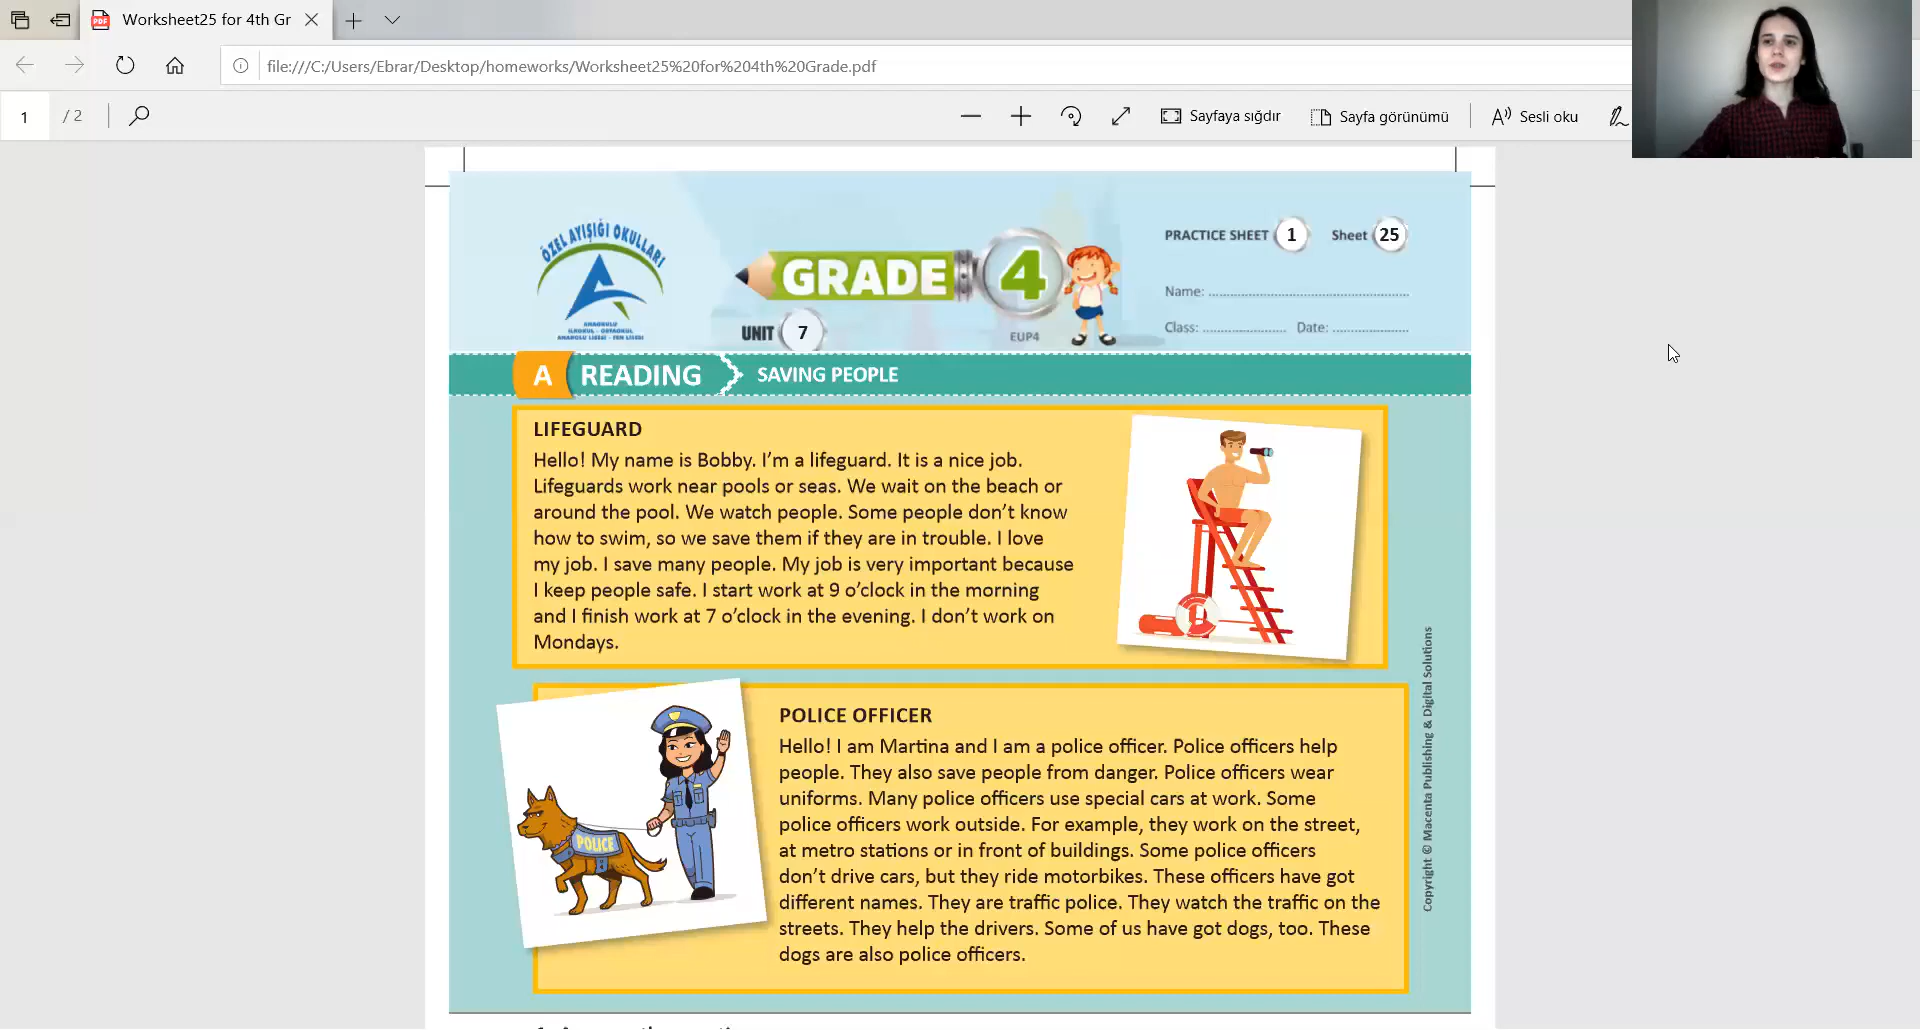 Worksheet25 for 4th Gr
file:///C:/Users/Ebrar/Desktop/homeworks/Worksheet25%20for%204th%20Grade.pdf
1 / 2
Sayfaya sığdır
Sayfa görünümü
Sesli oku
ÖZEL AYIŞIĞI OKULLARI
ANAOKULU
İLKOKUL - ORTAOKUL
ANADOLU LİSESİ - FEN LİSESİ
GRADE 4
UNIT 7
EUP4
PRACTICE SHEET 1 Sheet 25
Name:
Class: Date:
A READING SAVING PEOPLE
LIFEGUARD
Hello! My name is Bobby. I'm a lifeguard. It is a nice job.
Lifeguards work near pools or seas. We wait on the beach or
around the pool. We watch people. Some people don't know
how to swim, so we save them if they are in trouble. I love
my job. I save many people. My job is very important because
I keep people safe. I start work at 9 o'clock in the morning
and I finish work at 7 o'clock in the evening. I don't work on
Mondays.
POLICE
POLICE OFFICER
Hello! I am Martina and I am a police officer. Police officers help
people. They also save people from danger. Police officers wear
uniforms. Many police officers use special cars at work. Some
police officers work outside. For example, they work on the street,
at metro stations or in front of buildings. Some police officers
don't drive cars, but they ride motorbikes. These officers have got
different names. They are traffic police. They watch the traffic on the
streets. They help the drivers. Some of us have got dogs, too. These
dogs are also police officers.
Copyright © Macenta Publishing & Digital Solutions